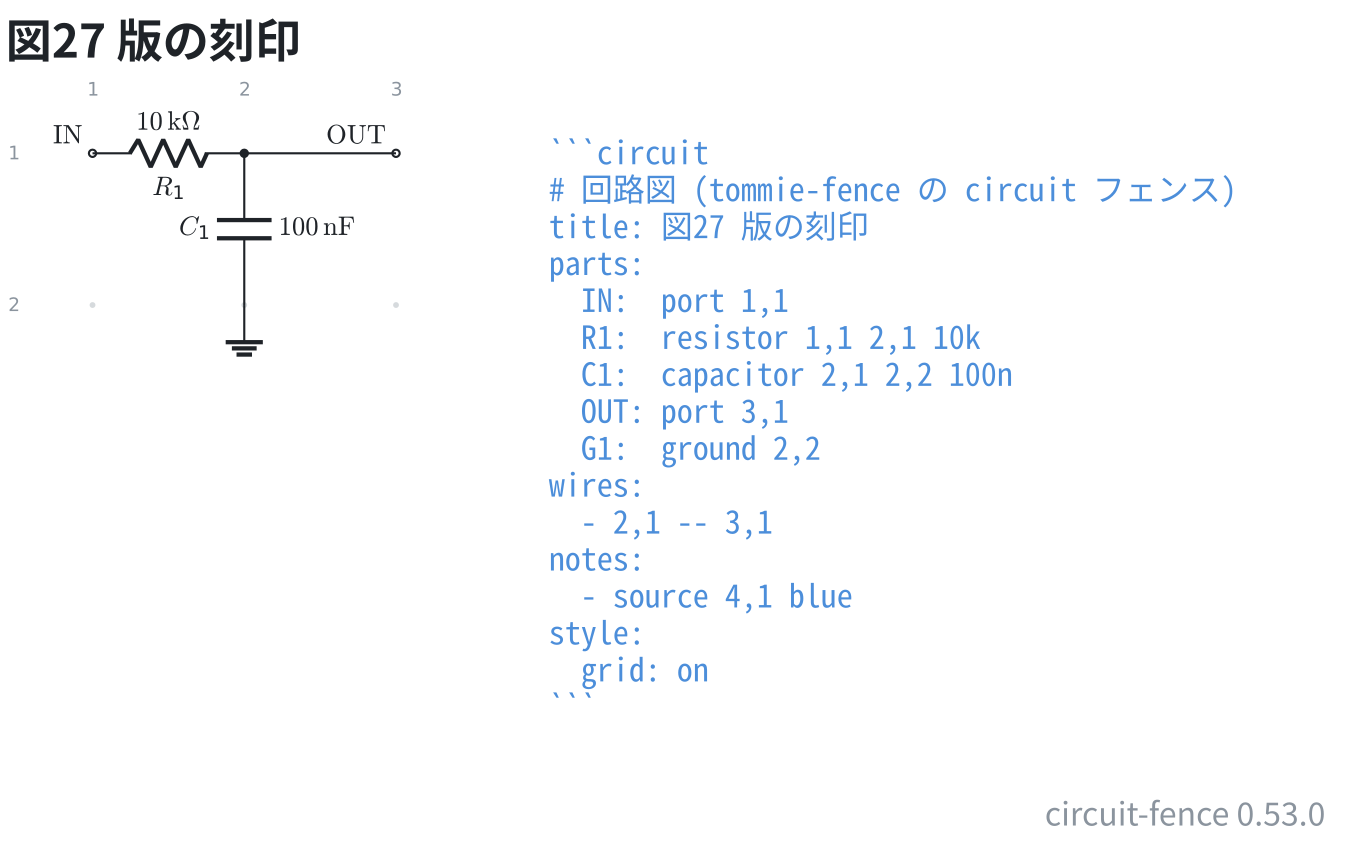 図27 版の刻印
1 2 3
IN 10 kΩ OUT
1
R1
C1 100 nF
2
```circuit
# 回路図 (tommie-fence の circuit フェンス)
title: 図27 版の刻印
parts:
  IN:  port 1,1
  R1:  resistor 1,1 2,1 10k
  C1:  capacitor 2,1 2,2 100n
  OUT: port 3,1
  G1:  ground 2,2
wires:
  - 2,1 -- 3,1
notes:
  - source 4,1 blue
style:
  grid: on
```
circuit-fence 0.53.0